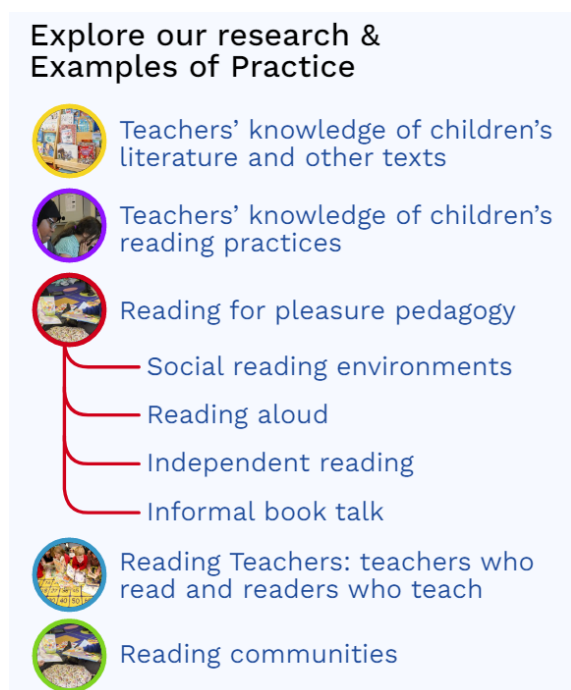 Explore our research &
Examples of Practice
Teachers’ knowledge of children’s
literature and other texts
Teachers’ knowledge of children’s
reading practices
Reading for pleasure pedagogy
Social reading environments
Reading aloud
Independent reading
Informal book talk
Reading Teachers: teachers who
read and readers who teach
Reading communities